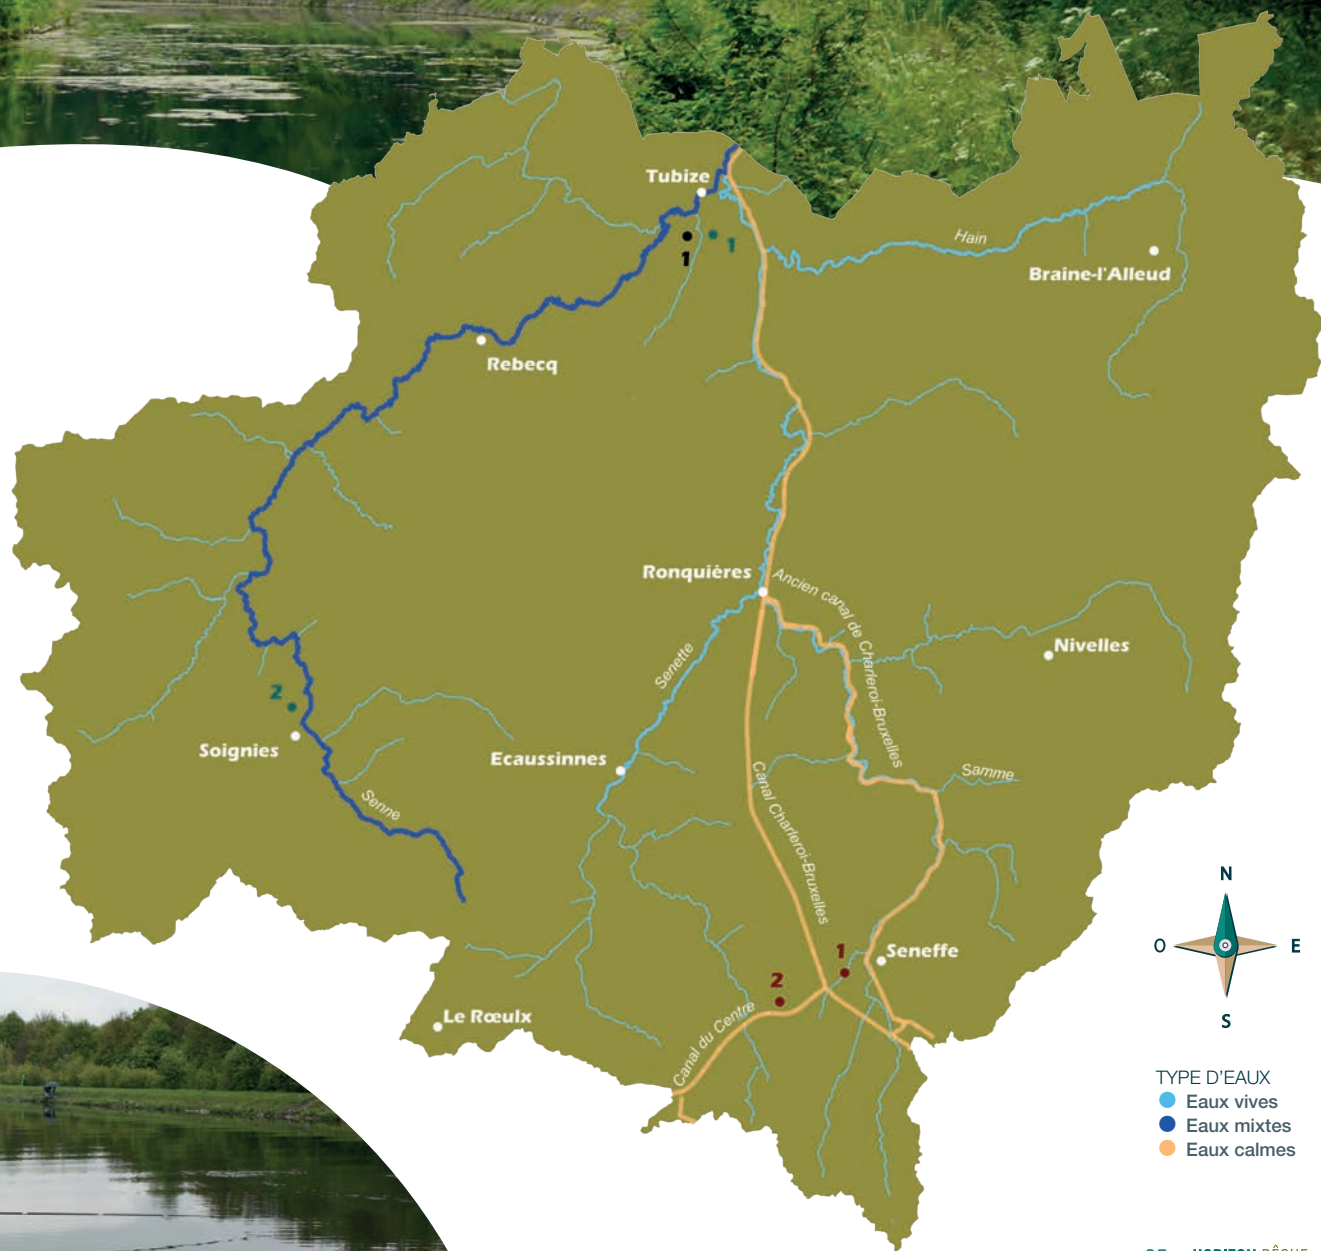 Tubize
1
1
Hain
Braine-l'Alleud
Rebecq
Ronquières
Ancien canal de Charleroi-Bruxelles
Nivelles
Senette
2
Soignies
Ecaussinnes
Samme
Senne
Canal Charleroi-Bruxelles
N
O
E
S
1
Seneffe
2
Le Rœulx
Canal du Centre
TYPE D'EAUX
Eaux vives
Eaux mixtes
Eaux calmes
HORIZON PÊCHE